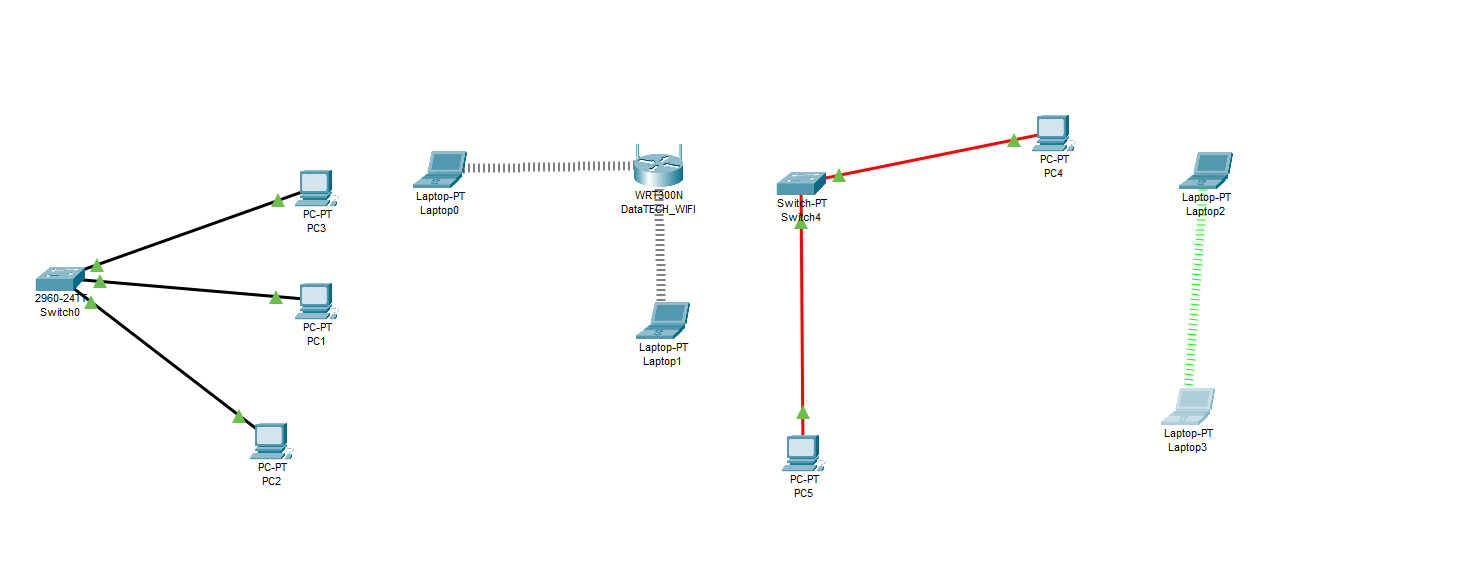 PC-PT
PC3
2960-24TT
Switch0
PC-PT
PC1
PC-PT
PC2
Laptop-PT
Laptop0
WRT300N
DataTECH_WIFI
Laptop-PT
Laptop1
Switch-PT
Switch4
PC-PT
PC4
PC-PT
PC5
Laptop-PT
Laptop2
Laptop-PT
Laptop3